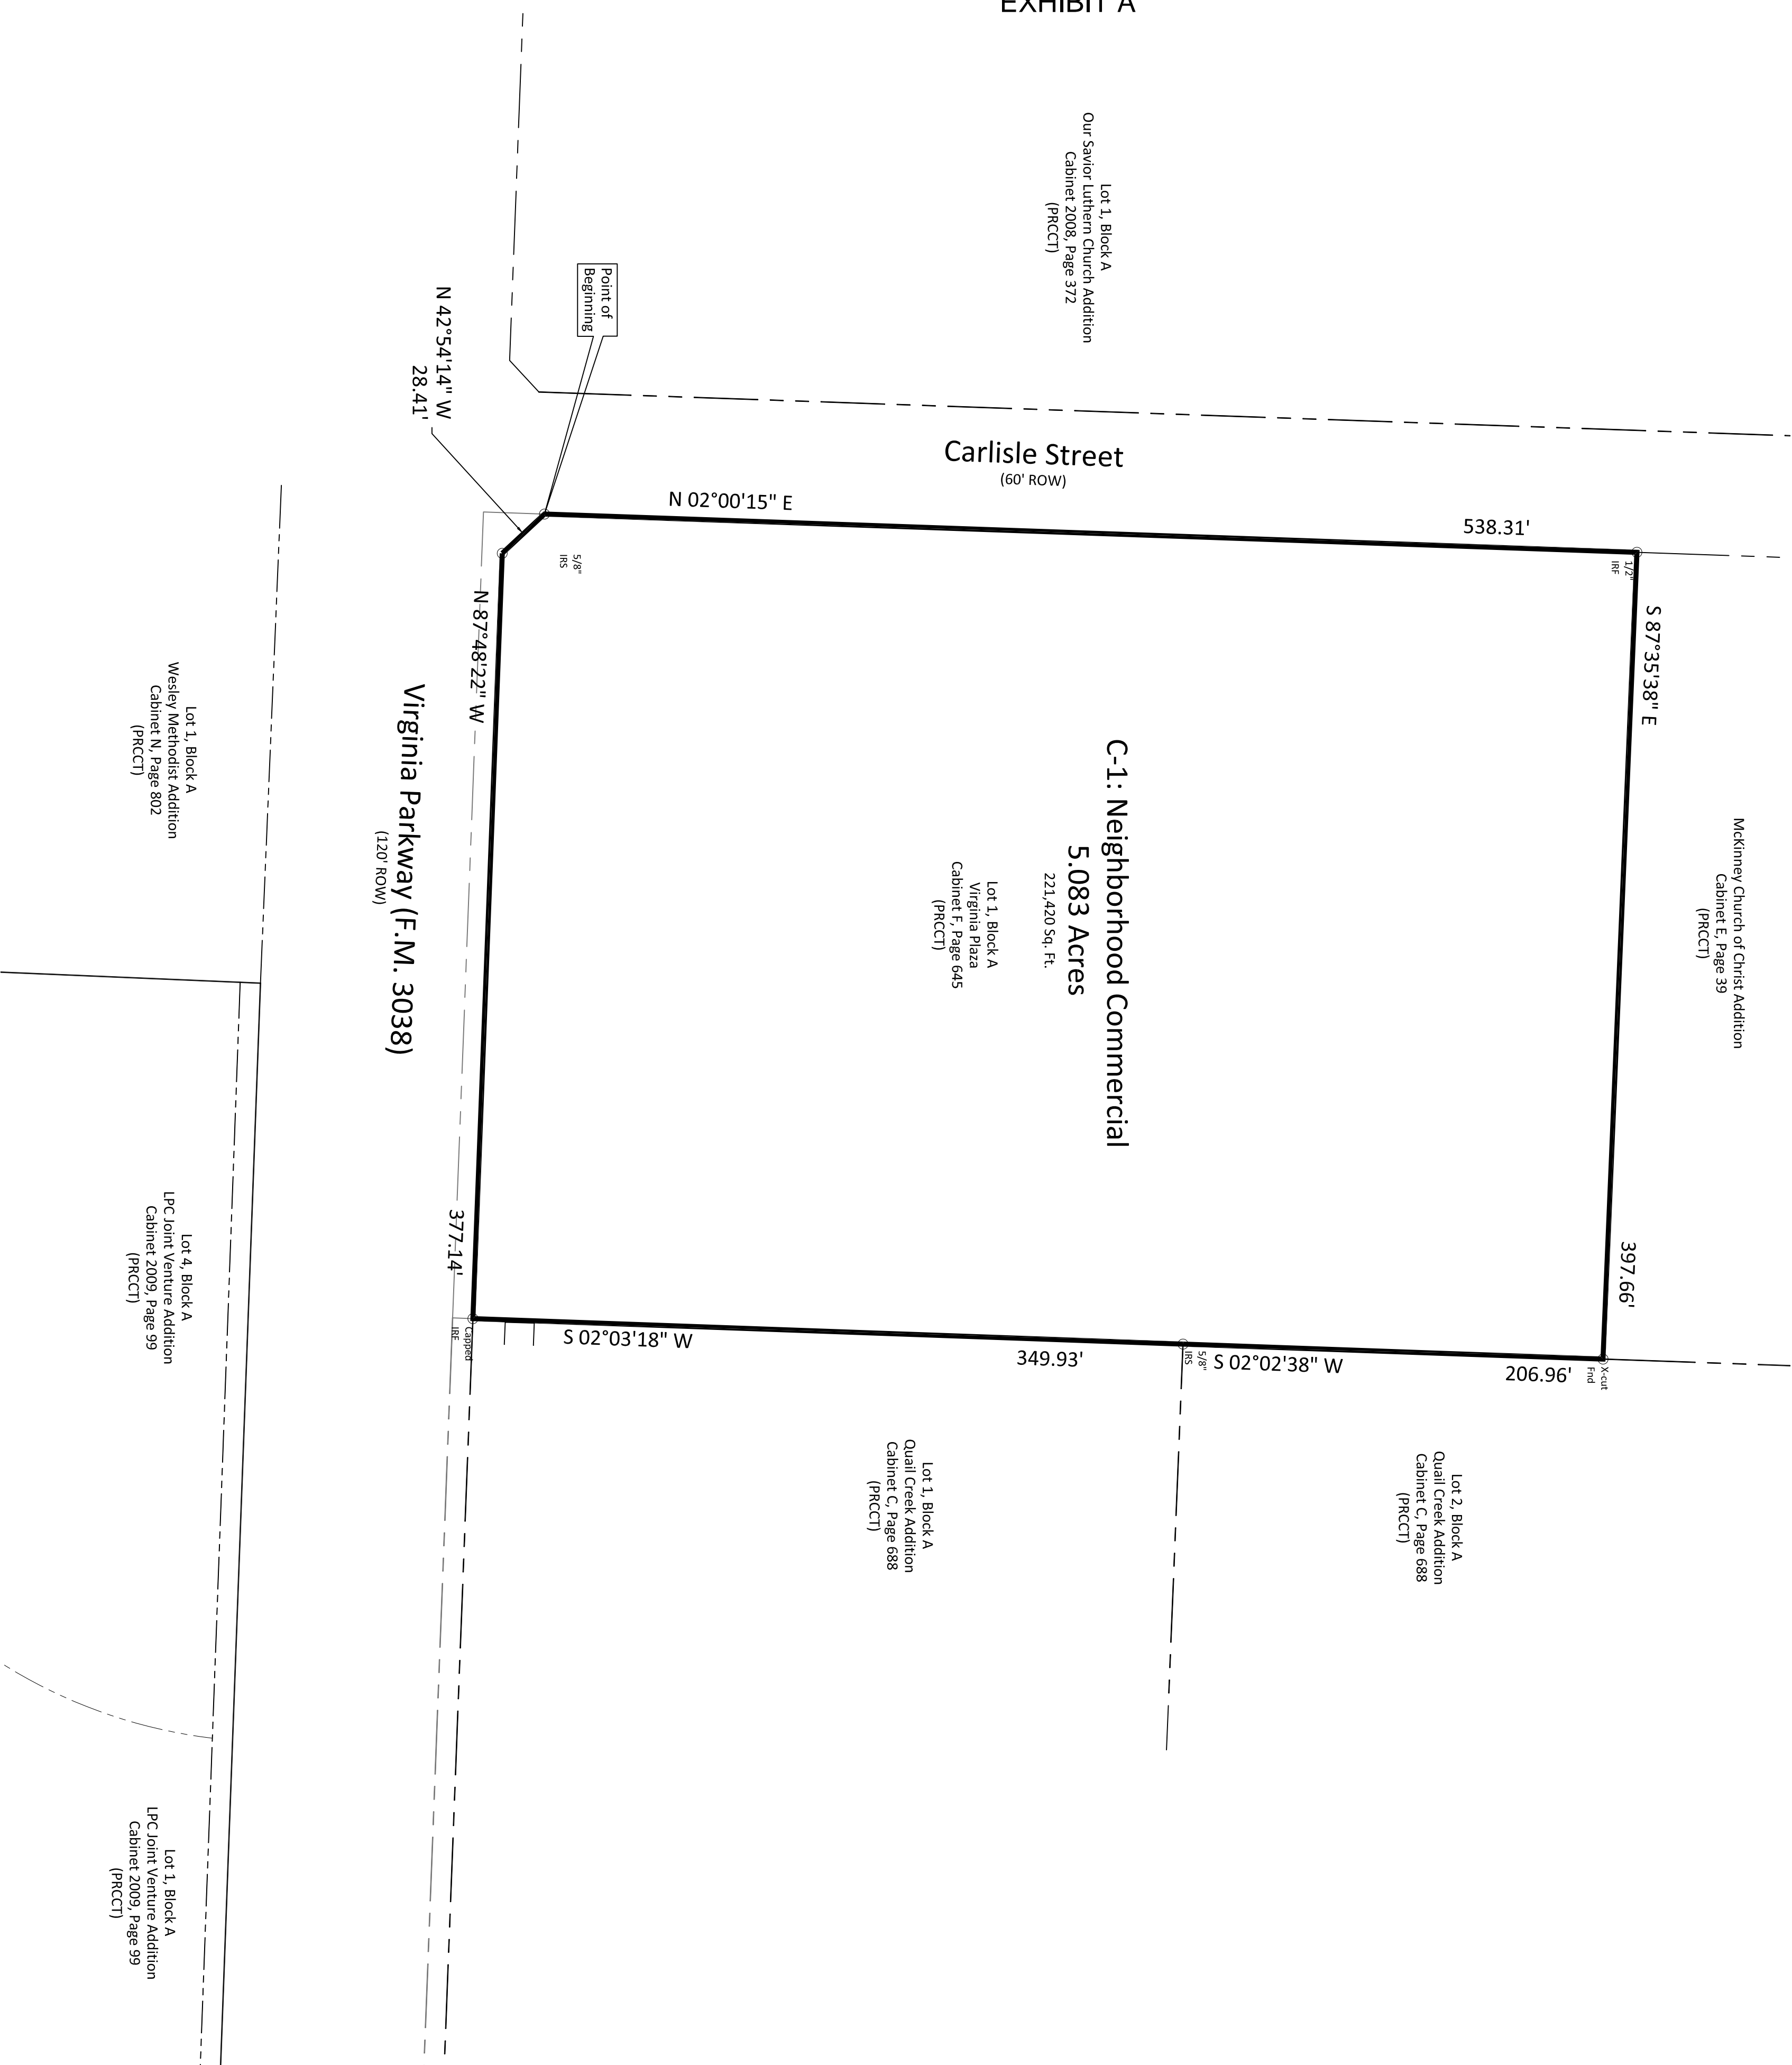 EXHIBIT A
Lot 1, Block A
Our Savior Luthern Church Addition
Cabinet 2008, Page 372
(PRCCT)
Point of
Beginning
N 42°54'14" W
28.41'
Carlisle Street
(60' ROW)
N 02°00'15" E
538.31'
5/8"
IRS
1/2"
IRF
S 87°35'38" E
397.66'
N 87°48'22" W
377.14'
Virginia Parkway (F.M. 3038)
(120' ROW)
C-1: Neighborhood Commercial
5.083 Acres
221,420 Sq. Ft.
Lot 1, Block A
Virginia Plaza
Cabinet F, Page 645
(PRCCT)
McKinney Church of Christ Addition
Cabinet E, Page 39
(PRCCT)
Lot 1, Block A
Wesley Methodist Addition
Cabinet N, Page 802
(PRCCT)
Capped
IRF
S 02°03'18" W
349.93'
5/8"
IRS
S 02°02'38" W
206.96'
X-cut
Fnd
Lot 4, Block A
LPC Joint Venture Addition
Cabinet 2009, Page 99
(PRCCT)
Lot 1, Block A
Quail Creek Addition
Cabinet C, Page 688
(PRCCT)
Lot 2, Block A
Quail Creek Addition
Cabinet C, Page 688
(PRCCT)
Lot 1, Block A
LPC Joint Venture Addition
Cabinet 2009, Page 99
(PRCCT)